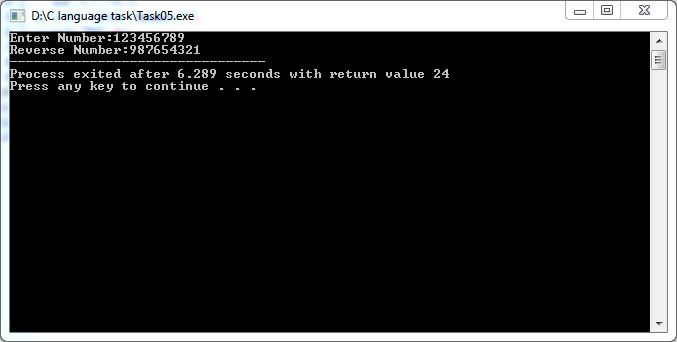 D:\C language task\Task05.exe
Enter Number:123456789
Reverse Number:987654321
--------------------------------
Process exited after 6.289 seconds with return value 24
Press any key to continue . . .